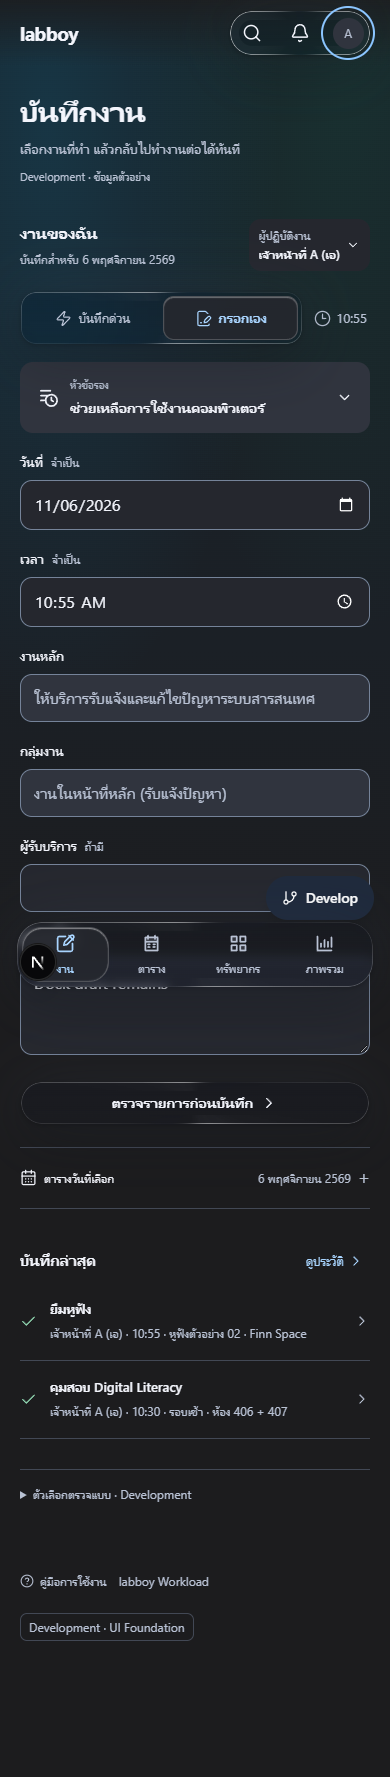 labboy
A
บันทึกงาน
เลือกงานที่ทำ แล้วกลับไปทำงานต่อได้ทันที
Development · ข้อมูลตัวอย่าง
งานของฉัน
บันทึกสำหรับ 6 พฤศจิกายน 2569
ผู้ปฏิบัติงาน
เจ้าหน้าที่ A (เอ)
บันทึกด่วน
กรอกเอง
10:55
หัวข้อรอง
ช่วยเหลือการใช้งานคอมพิวเตอร์
วันที่ จำเป็น
11/06/2026
เวลา จำเป็น
10:55 AM
งานหลัก
ให้บริการรับแจ้งและแก้ไขปัญหาระบบสารสนเทศ
กลุ่มงาน
งานในหน้าที่หลัก (รับแจ้งปัญหา)
ผู้รับบริการ ถ้ามี
Develop
N
งาน
ตาราง
ทรัพยากร
ภาพรวม
Dock draft remains
ตรวจรายการก่อนบันทึก
ตารางวันที่เลือก
6 พฤศจิกายน 2569 +
บันทึกล่าสุด
ดูประวัติ
ยืมหูฟัง
เจ้าหน้าที่ A (เอ) · 10:55 · หูฟังตัวอย่าง 02 · Finn Space
คุมสอบ Digital Literacy
เจ้าหน้าที่ A (เอ) · 10:30 · รอบเช้า · ห้อง 406 + 407
ตัวเลือกตรวจแบบ · Development
คู่มือการใช้งาน labboy Workload
Development · UI Foundation